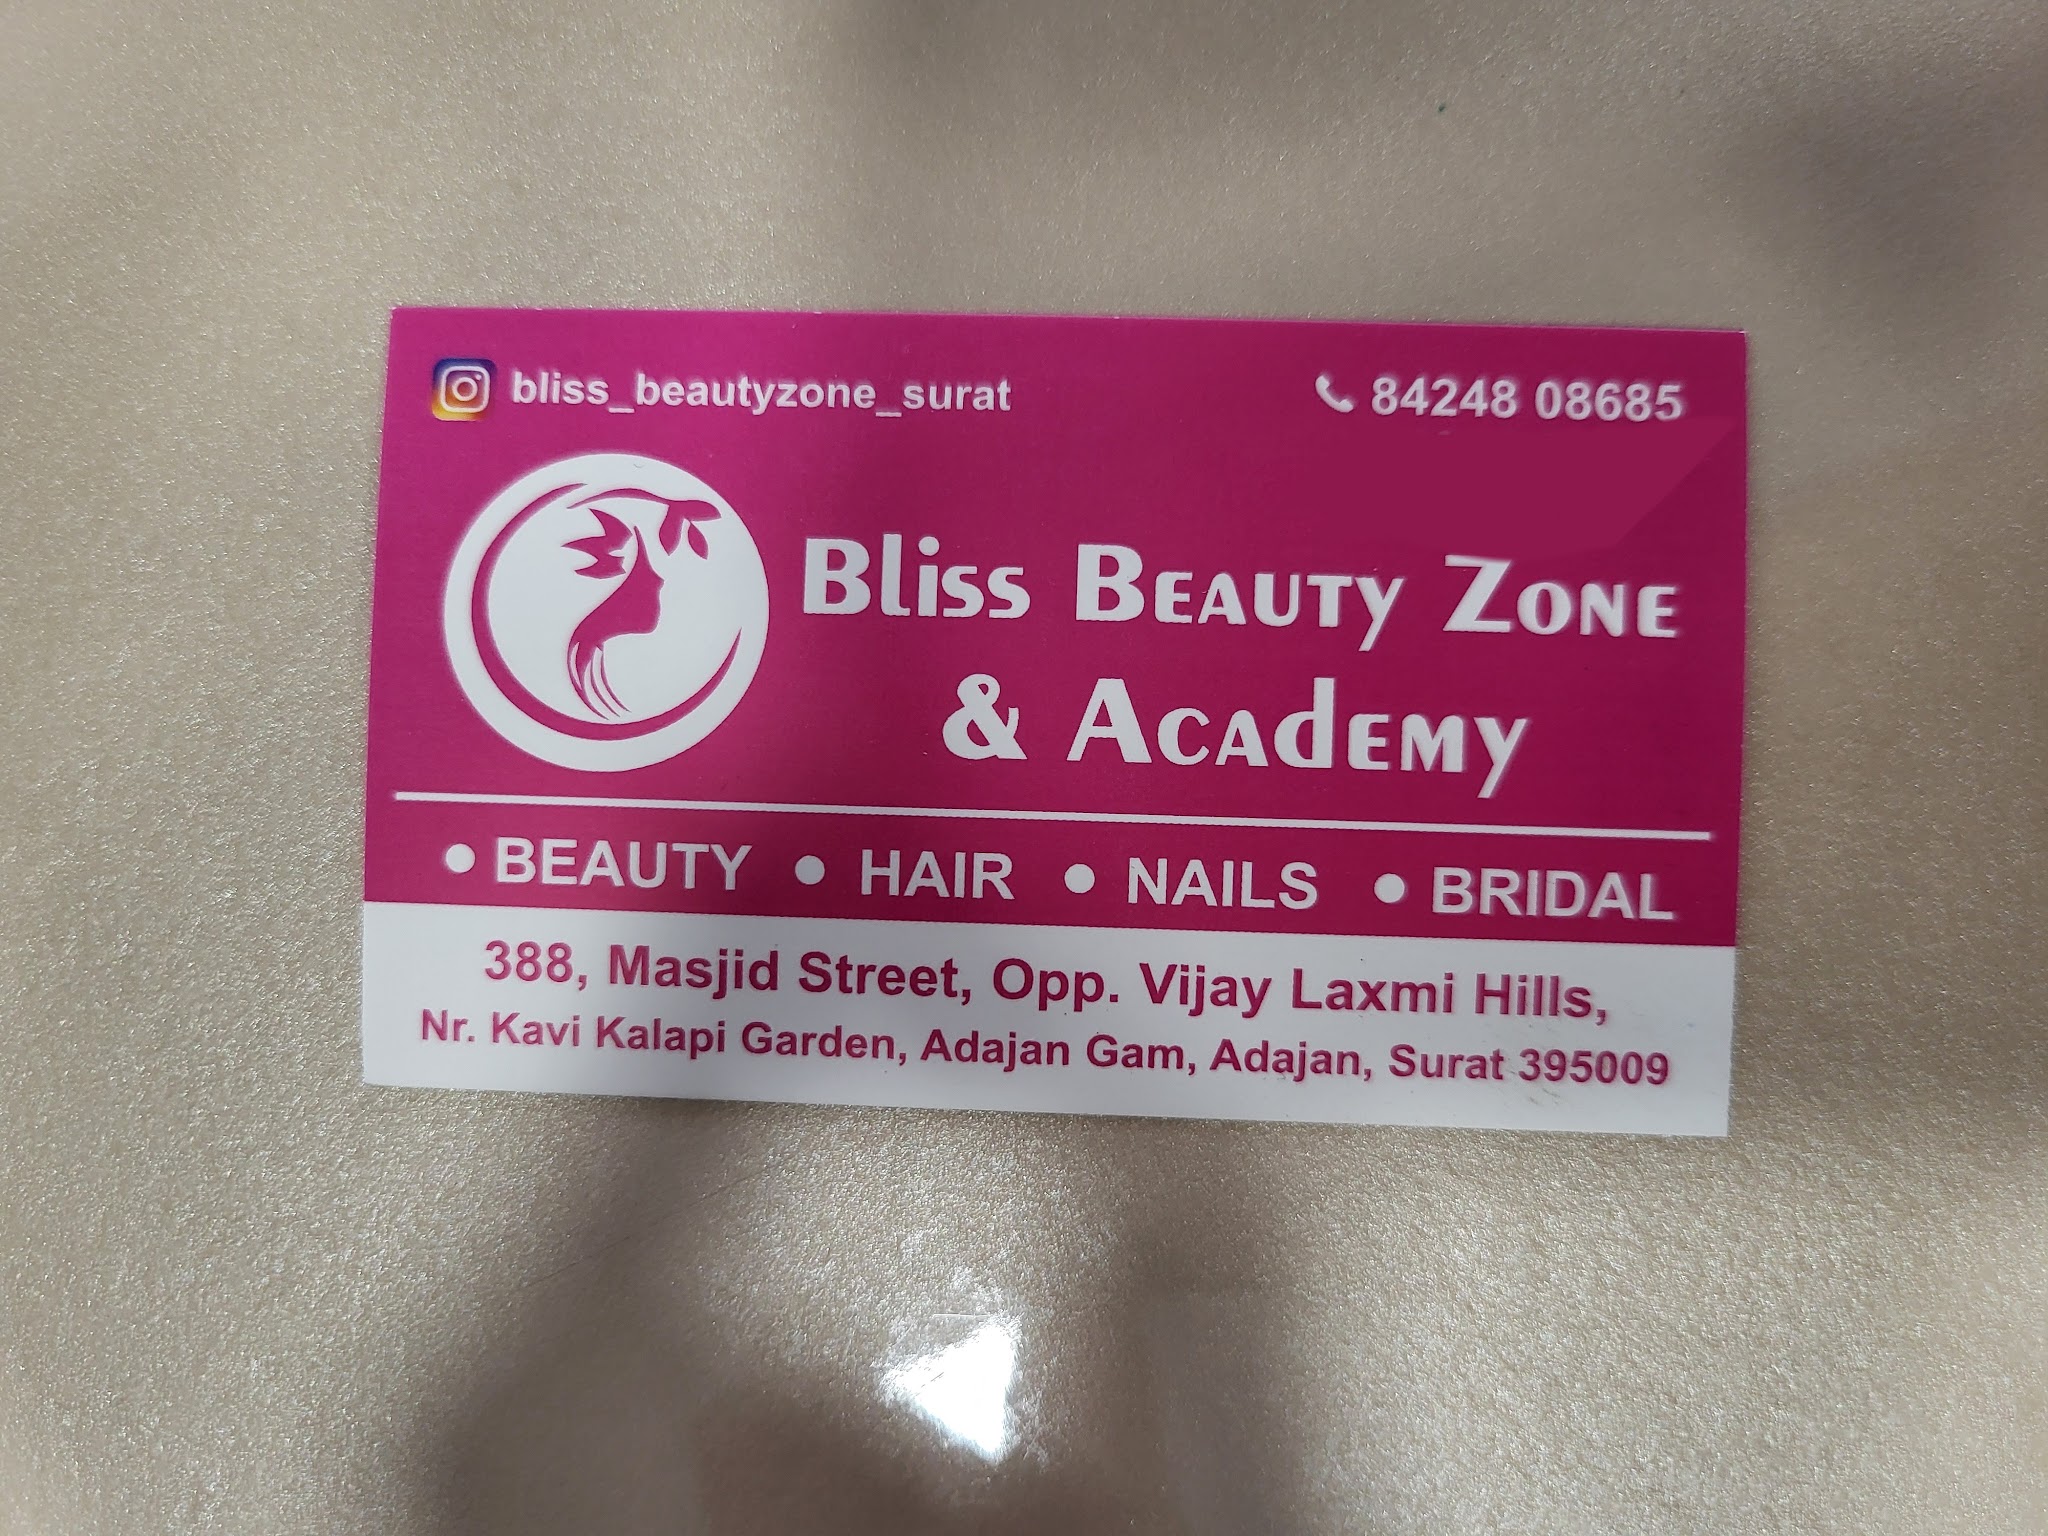 bliss_beautyzone_surat
84248 08685
Bliss Beauty Zone
& Academy
• BEAUTY • HAIR • NAILS • BRIDAL
388, Masjid Street, Opp. Vijay Laxmi Hills,
Nr. Kavi Kalapi Garden, Adajan Gam, Adajan, Surat 395009